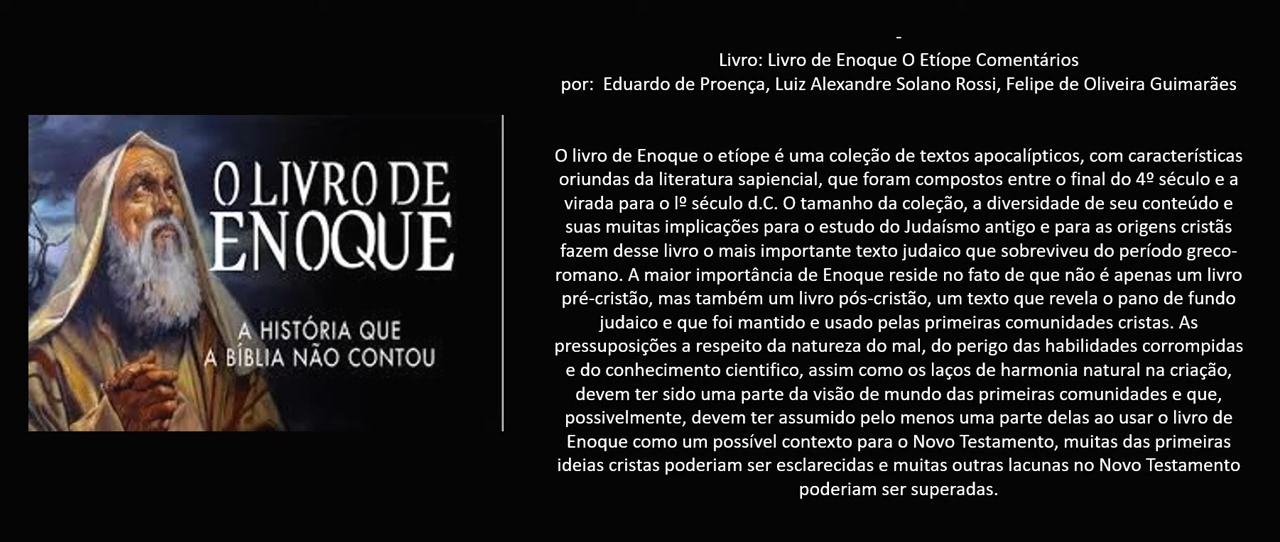 O LIVRO DE
ENOQUE
A HISTÓRIA QUE
A BÍBLIA NÃO CONTOU
-
Livro: Livro de Enoque O Etíope Comentários
por: Eduardo de Proença, Luiz Alexandre Solano Rossi, Felipe de Oliveira Guimarães
O livro de Enoque o etíope é uma coleção de textos apocalípticos, com características
oriundas da literatura sapiencial, que foram compostos entre o final do 4º século e a
virada para o lº século d.C. O tamanho da coleção, a diversidade de seu conteúdo e
suas muitas implicações para o estudo do Judaísmo antigo e para as origens cristãs
fazem desse livro o mais importante texto judaico que sobreviveu do período greco-
romano. A maior importância de Enoque reside no fato de que não é apenas um livro
pré-cristão, mas também um livro pós-cristão, um texto que revela o pano de fundo
judaico e que foi mantido e usado pelas primeiras comunidades cristas. As
pressuposições a respeito da natureza do mal, do perigo das habilidades corrompidas
e do conhecimento cientifico, assim como os laços de harmonia natural na criação,
devem ter sido uma parte da visão de mundo das primeiras comunidades e que,
possivelmente, devem ter assumido pelo menos uma parte delas ao usar o livro de
Enoque como um possível contexto para o Novo Testamento, muitas das primeiras
ideias cristas poderiam ser esclarecidas e muitas outras lacunas no Novo Testamento
poderiam ser superadas.